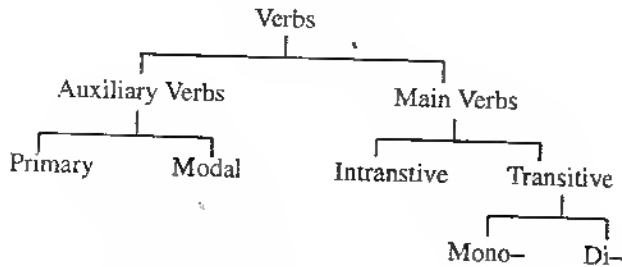 Verbs
Auxiliary Verbs Main Verbs
Primary Modal Intranstive Transitive
Mono– Di–